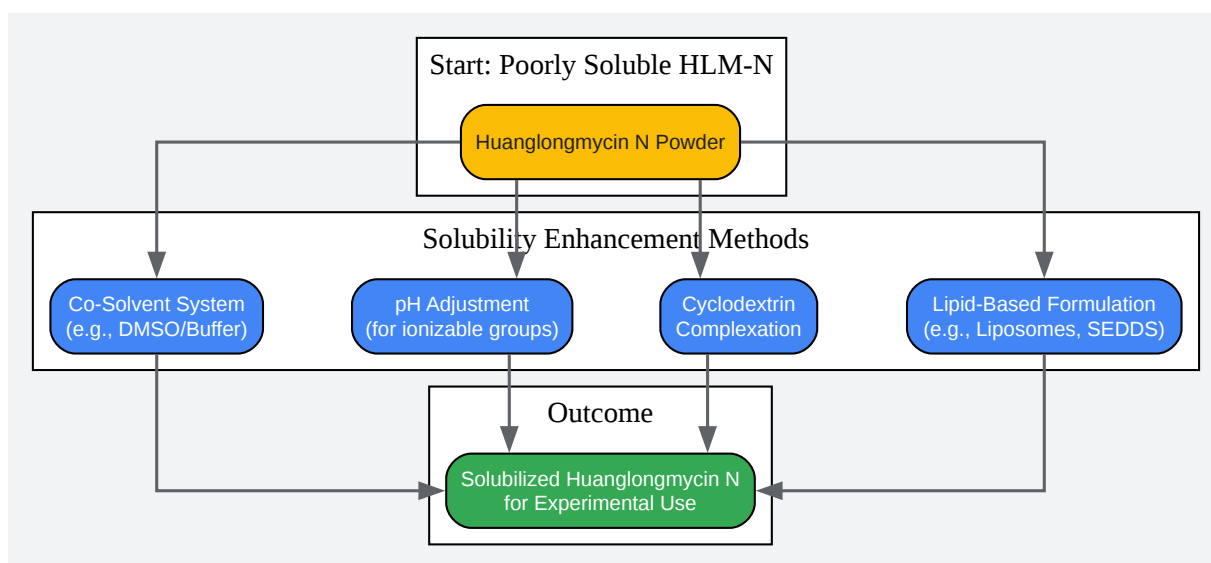 Start: Poorly Soluble HLM-N
Huanglongmycin N Powder
Solubility Enhancement Methods
Co-Solvent System
(e.g., DMSO/Buffer)
pH Adjustment
(for ionizable groups)
Cyclodextrin
Complexation
Lipid-Based Formulation
(e.g., Liposomes, SEDDS)
Outcome
Solubilized Huanglongmycin N
for Experimental Use